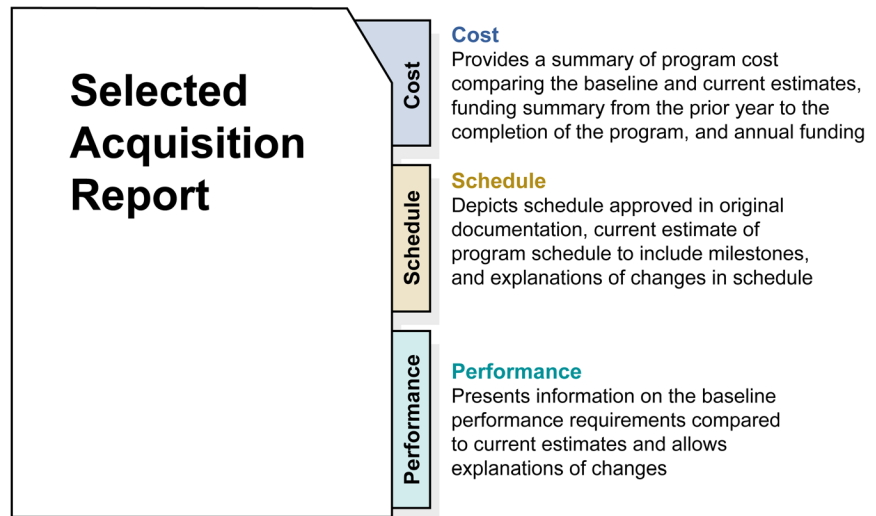 Selected
Acquisition
Report
Cost
Cost
Provides a summary of program cost
comparing the baseline and current estimates,
funding summary from the prior year to the
completion of the program, and annual funding
Schedule
Schedule
Depicts schedule approved in original
documentation, current estimate of
program schedule to include milestones,
and explanations of changes in schedule
Performance
Performance
Presents information on the baseline
performance requirements compared
to current estimates and allows
explanations of changes